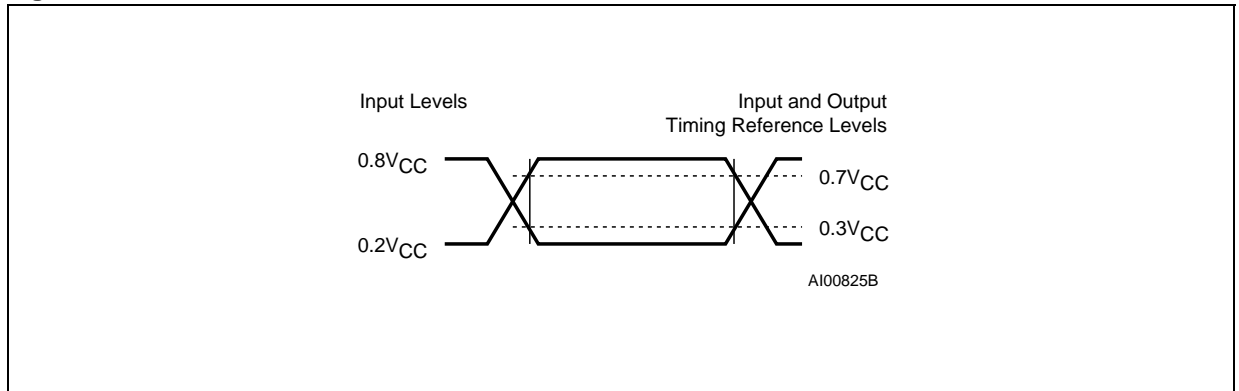 Input Levels
Input and Output
Timing Reference Levels
0.8VCC
0.7VCC
0.2VCC
0.3VCC
AI00825B